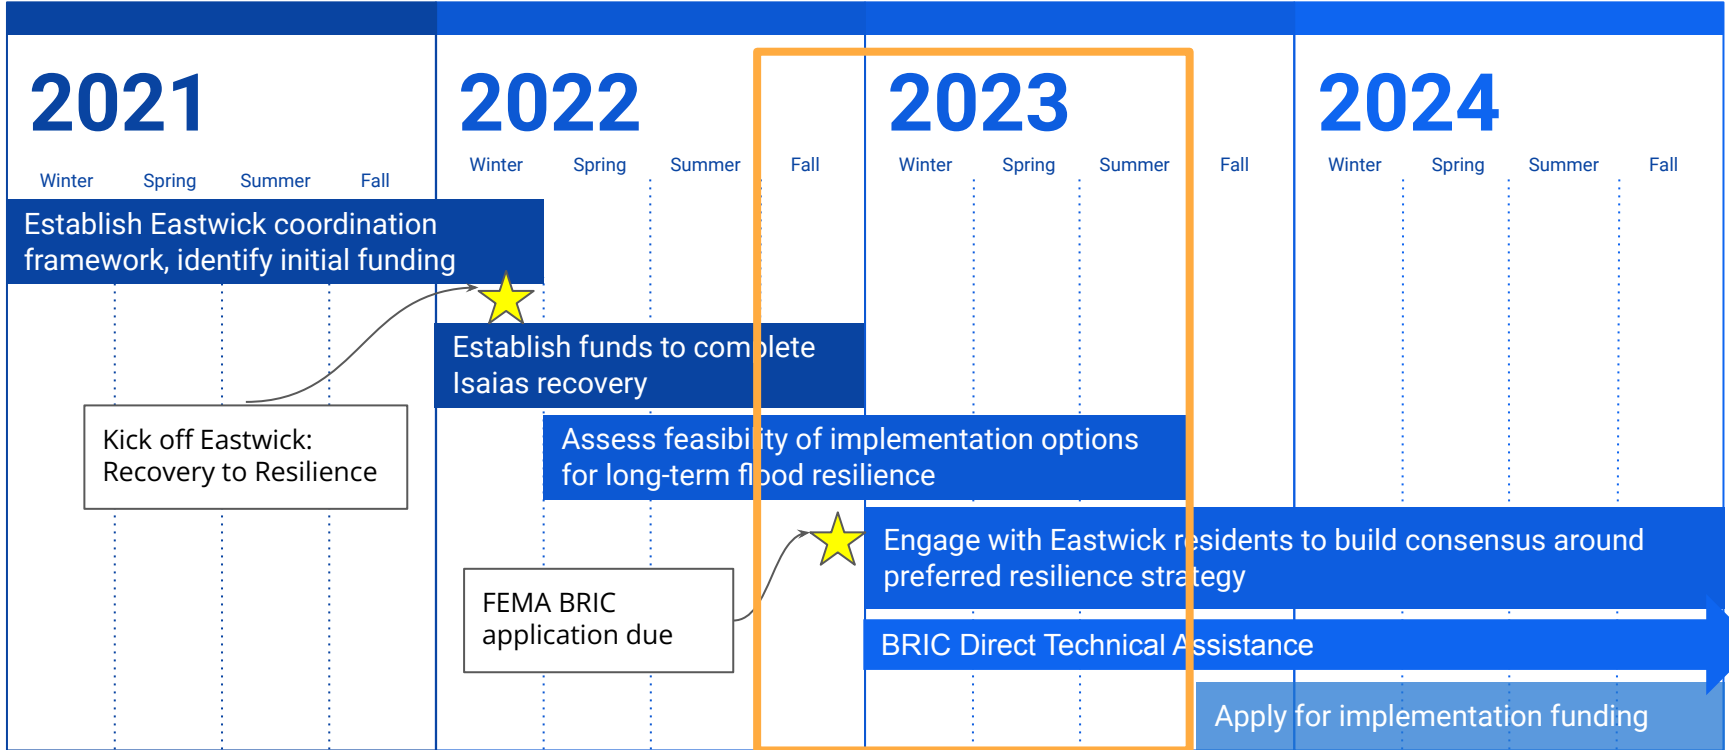 2021
2022
2023
2024
Winter Spring Summer Fall
Winter Spring Summer Fall
Winter Spring Summer Fall
Winter Spring Summer Fall
Establish Eastwick coordination
framework, identify initial funding
Establish funds to complete
Isaias recovery
Kick off Eastwick:
Recovery to Resilience
Assess feasibility of implementation options
for long-term flood resilience
Engage with Eastwick residents to build consensus around
preferred resilience strategy
FEMA BRIC
application due
BRIC Direct Technical Assistance
Apply for implementation funding